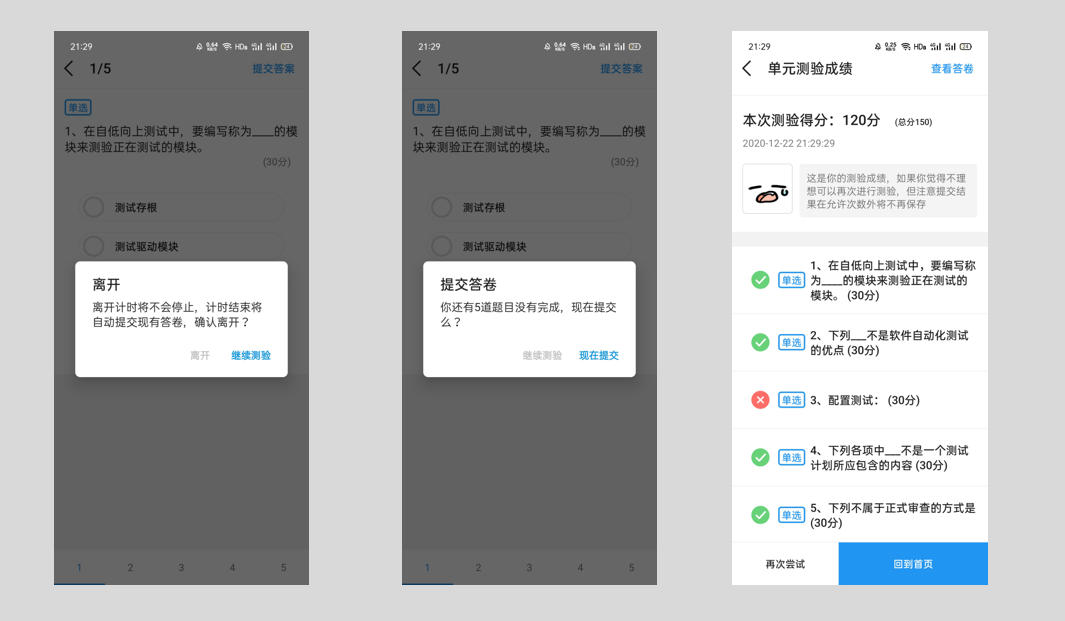 21:29
0.64 KB/S HD 24
1/5
提交答案
单选
1、在自低向上测试中，要编写称为____的模
块来测验正在测试的模块。
(30分)
测试存根
测试驱动模块
离开
离开计时将不会停止，计时结束将
自动提交现有答卷，确认离开？
离开 继续测验
1 2 3 4 5
21:29
0.64 KB/S HD 24
1/5
提交答案
单选
1、在自低向上测试中，要编写称为____的模
块来测验正在测试的模块。
(30分)
测试存根
测试驱动模块
提交答卷
你还有5道题目没有完成，现在提交
么？
继续测验 现在提交
1 2 3 4 5
21:29
0.25 KB/S HD 24
单元测验成绩
查看答卷
本次测验得分：120分 (总分150)
2020-12-22 21:29:29
这是你的测验成绩，如果你觉得不理
想可以再次进行测验，但注意提交结
果在允许次数外将不再保存
单选
1、在自低向上测试中，要编写称
为____的模块来测验正在测试的
模块。 (30分)
单选
2、下列___不是软件自动化测试
的优点 (30分)
单选
3、配置测试： (30分)
单选
4、下列各项中___不是一个测试
计划所应包含的内容 (30分)
单选
5、下列不属于正式审查的方式是
(30分)
再次尝试 回到首页